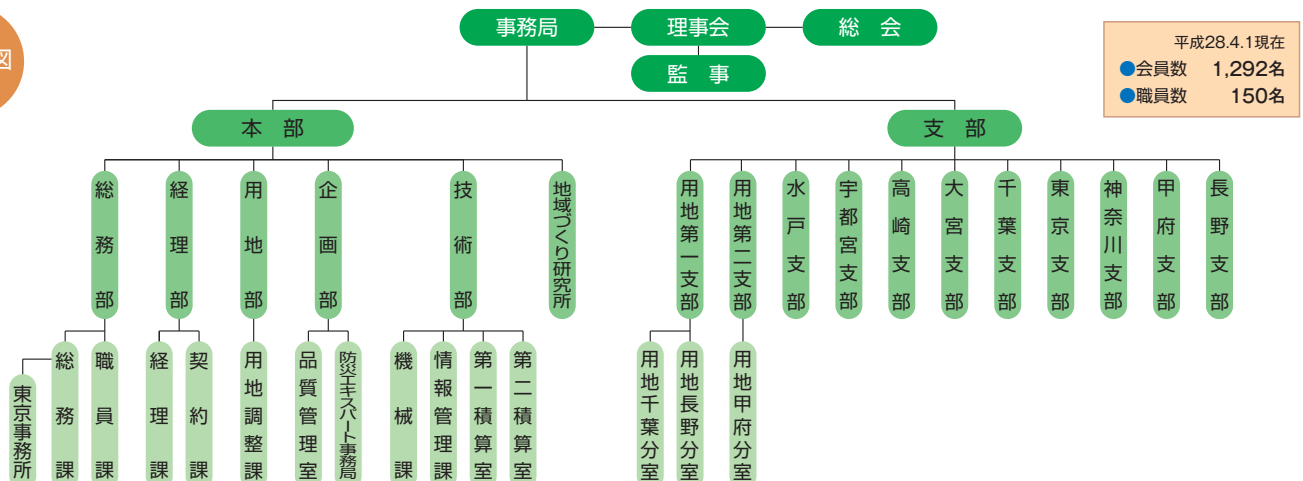 図
事務局
理事会
総会
監事
平成28.4.1現在
●会員数 1,292名
●職員数 150名
本部
支部
総務部
経理部
用地部
企画部
技術部
地域づくり研究所
用地第一支部
用地第二支部
水戸支部
宇都宮支部
高崎支部
大宮支部
千葉支部
東京支部
神奈川支部
甲府支部
長野支部
東京事務所
総務課
職員課
経理課
契約課
用地調整課
品質管理室
防災エキスパート事務局
機械課
情報管理課
第一積算室
第二積算室
用地千葉分室
用地長野分室
用地甲府分室